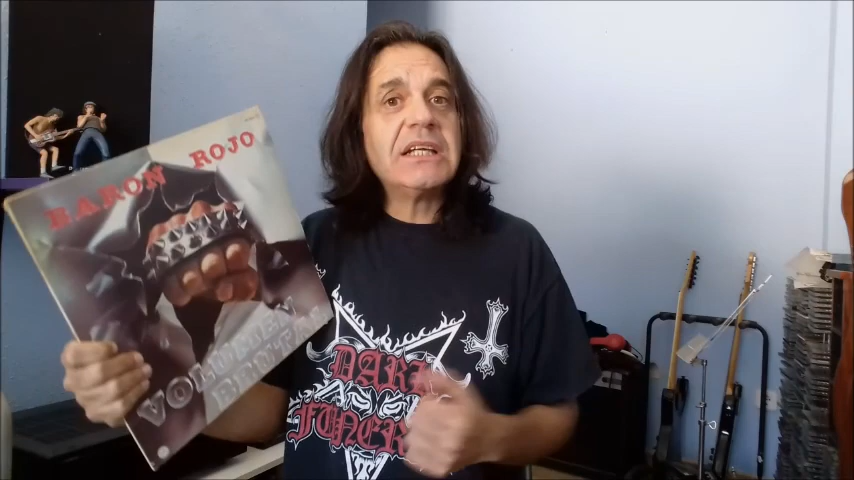 BARON ROJO
VOLUMEN
BRUTAL
DARK
FUNERAL